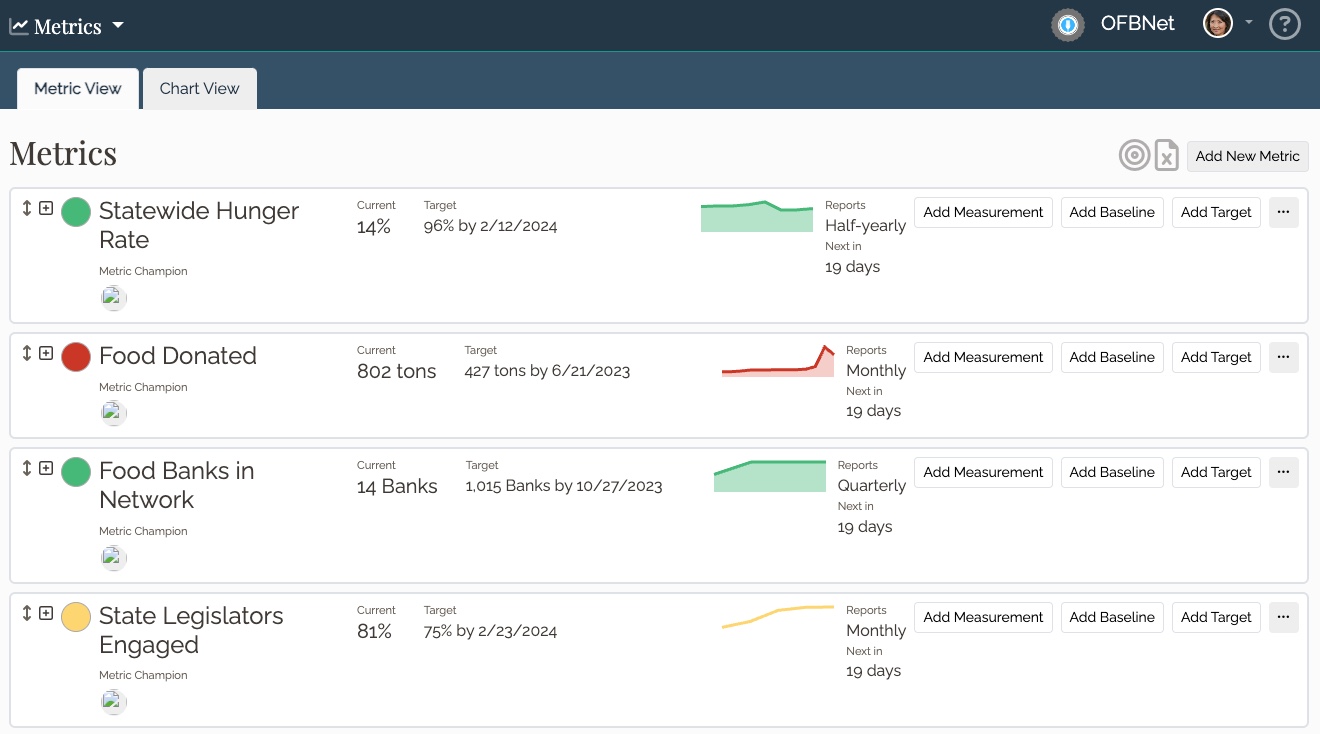 Metrics
OFBNet
?
Metric View
Chart View
Metrics
Add New Metric
Statewide Hunger
Rate
Metric Champion
Current
14%
Target
96% by 2/12/2024
Reports
Half-yearly
Next in
19 days
Add Measurement
Add Baseline
Add Target
...
Food Donated
Metric Champion
Current
802 tons
Target
427 tons by 6/21/2023
Reports
Monthly
Next in
19 days
Add Measurement
Add Baseline
Add Target
...
Food Banks in
Network
Metric Champion
Current
14 Banks
Target
1,015 Banks by 10/27/2023
Reports
Quarterly
Next in
19 days
Add Measurement
Add Baseline
Add Target
...
State Legislators
Engaged
Metric Champion
Current
81%
Target
75% by 2/23/2024
Reports
Monthly
Next in
19 days
Add Measurement
Add Baseline
Add Target
...